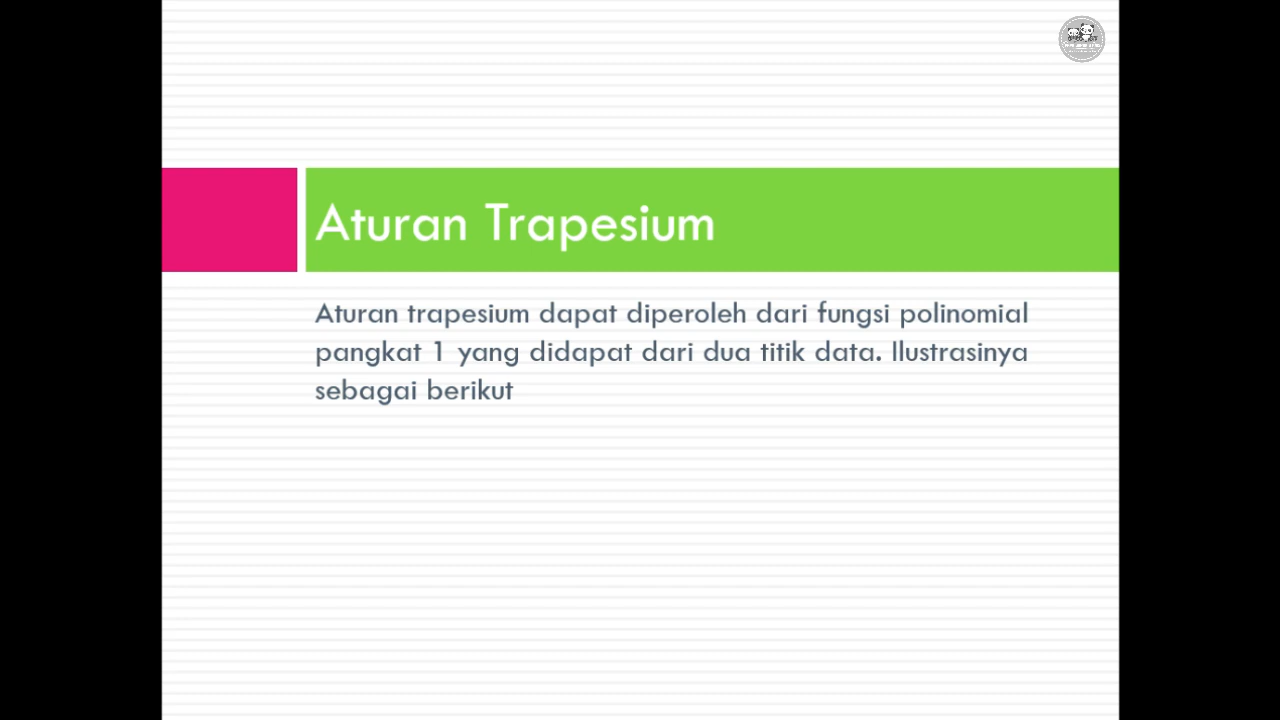 Aturan Trapesium
Aturan trapesium dapat diperoleh dari fungsi polinomial
pangkat 1 yang didapat dari dua titik data. Ilustrasinya
sebagai berikut